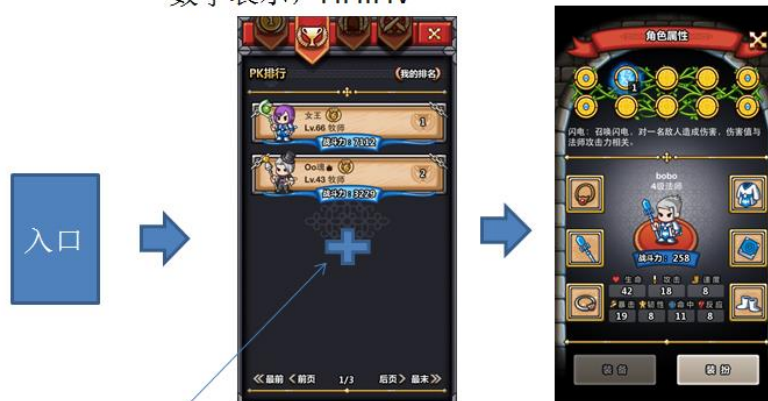 入口
PK排行
(我的排名)
女王
Lv.66 牧师
1
战斗力:7112
Oo魂
Lv.43 牧师
2
战斗力:3229
最前 前页 1/3 后页 最末
角色属性
1
闪电:召唤闪电,对一名敌人造成伤害,伤害值与
法师攻击力相关。
bobo
4级法师
战斗力:258
生命 攻击 速度
42 18 8
暴击 韧性 命中 反应
19 8 11 8
装备 装扮